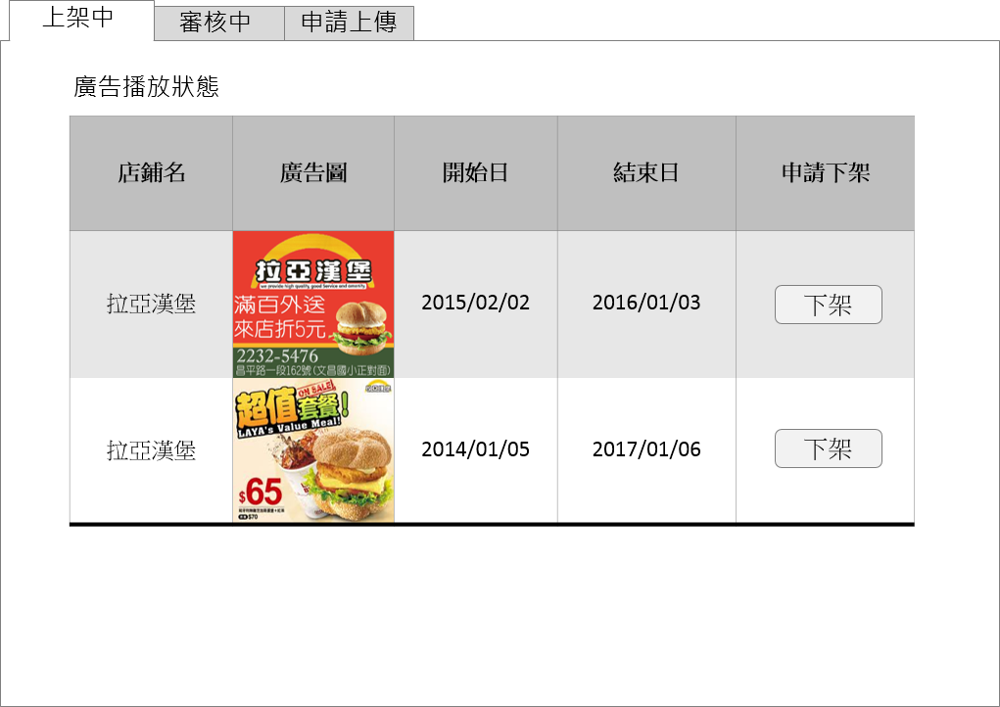 上架中
審核中
申請上傳
廣告播放狀態
店鋪名
廣告圖
開始日
結束日
申請下架
拉亞漢堡
拉亞漢堡
we provide high quality, good Service and amenity
滿百外送
來店折5元
2232-5476
昌平路一段162號(文昌國小正對面)
2015/02/02
2016/01/03
下架
拉亞漢堡
超值套餐!
ON SALE
LAYA's Value Meal!
$65
$70
2014/01/05
2017/01/06
下架